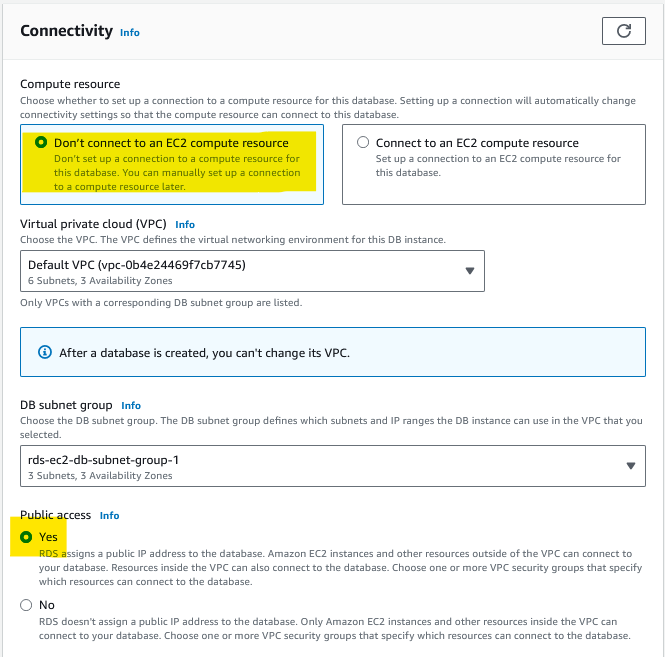 Connectivity Info
Compute resource
Choose whether to set up a connection to a compute resource for this database. Setting up a connection will automatically change
connectivity settings so that the compute resource can connect to this database.
Don't connect to an EC2 compute resource
Don't set up a connection to a compute resource for
this database. You can manually set up a connection
to a compute resource later.
Connect to an EC2 compute resource
Set up a connection to an EC2 compute resource for
this database.
Virtual private cloud (VPC) Info
Choose the VPC. The VPC defines the virtual networking environment for this DB instance.
Default VPC (vpc-0b4e24469f7cb7745)
6 Subnets, 3 Availability Zones
Only VPCs with a corresponding DB subnet group are listed.
After a database is created, you can't change its VPC.
DB subnet group Info
Choose the DB subnet group. The DB subnet group defines which subnets and IP ranges the DB instance can use in the VPC that you
selected.
rds-ec2-db-subnet-group-1
3 Subnets, 3 Availability Zones
Public access Info
Yes
RDS assigns a public IP address to the database. Amazon EC2 instances and other resources outside of the VPC can connect to
your database. Resources inside the VPC can also connect to the database. Choose one or more VPC security groups that specify
which resources can connect to the database.
No
RDS doesn't assign a public IP address to the database. Only Amazon EC2 instances and other resources inside the VPC can
connect to your database. Choose one or more VPC security groups that specify which resources can connect to the database.